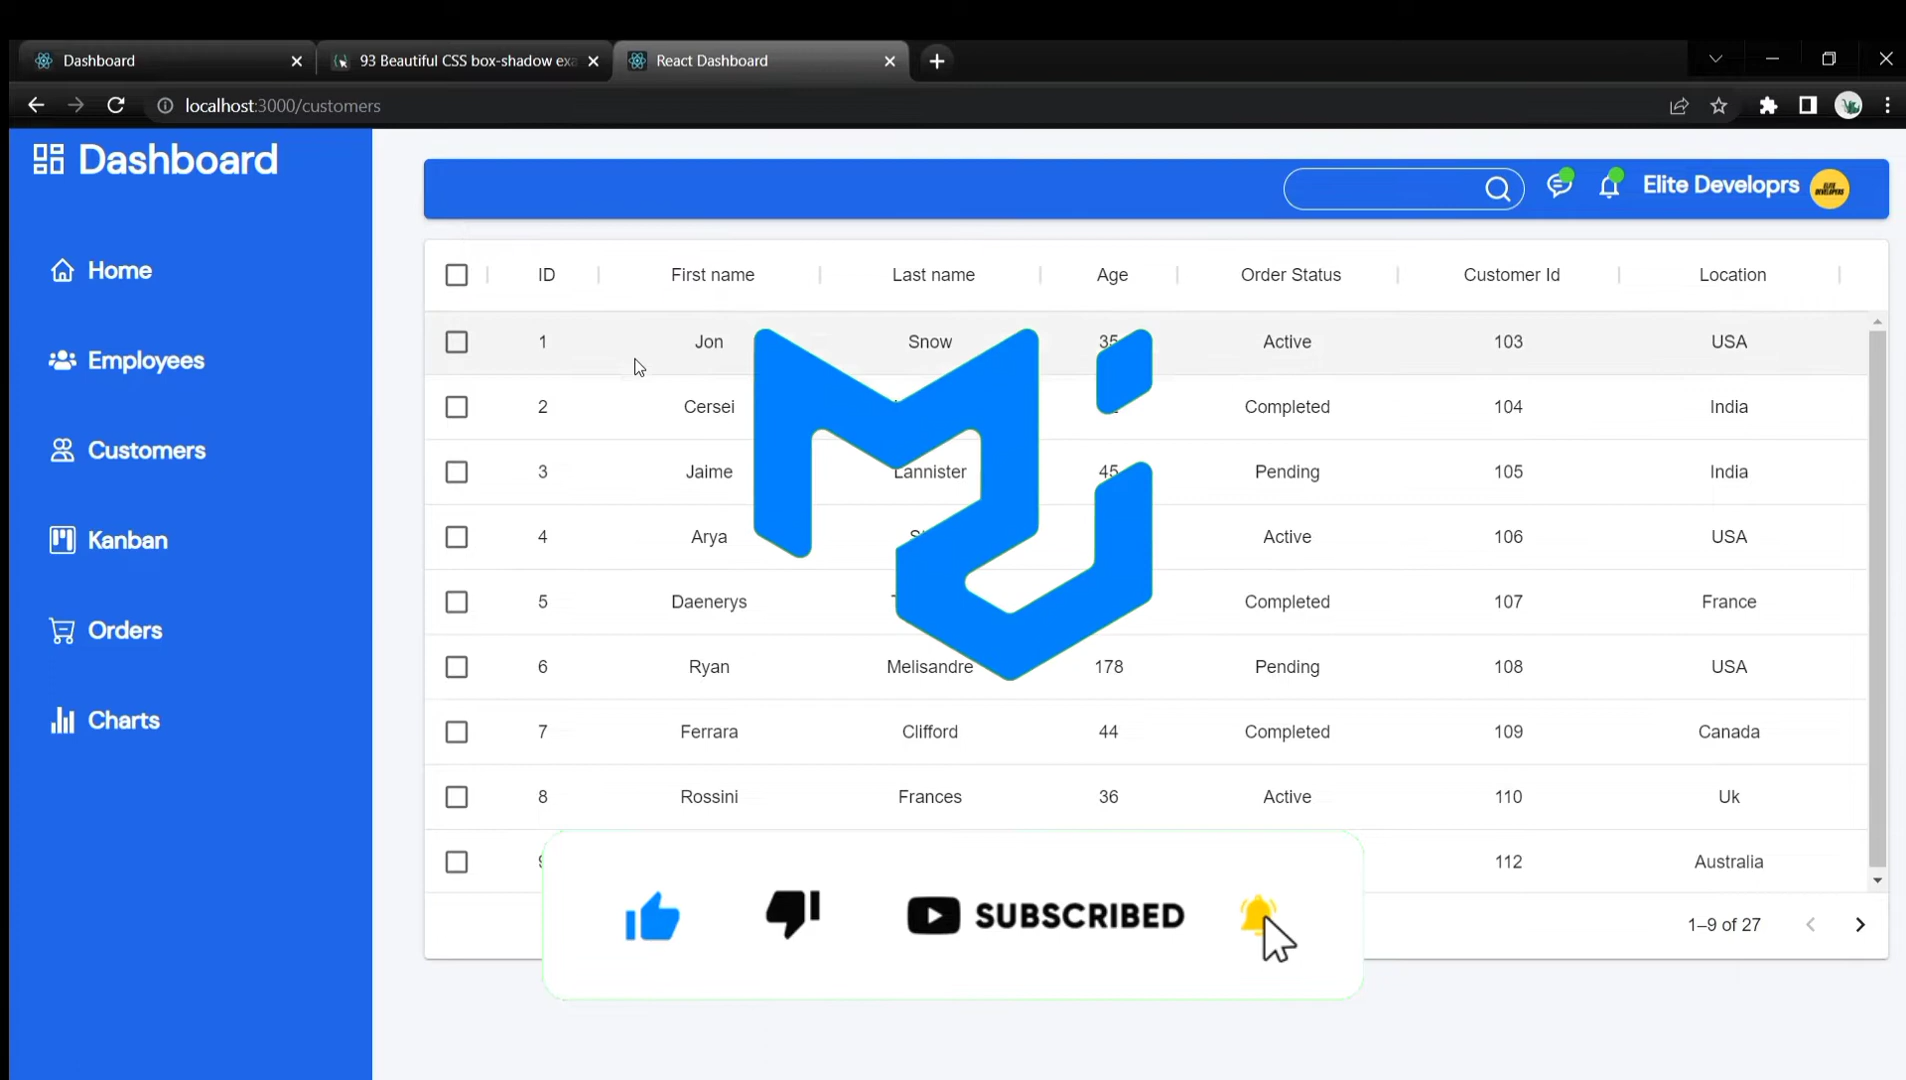 Dashboard
93 Beautiful CSS box-shadow exa
React Dashboard
localhost:3000/customers
Dashboard
Home
Employees
Customers
Kanban
Orders
Charts
Elite Developrs
ID First name Last name Age Order Status Customer Id Location
1 Jon Snow 35 Active 103 USA
2 Cersei Completed 104 India
3 Jaime Lannister 45 Pending 105 India
4 Arya Active 106 USA
5 Daenerys Completed 107 France
6 Ryan Melisandre 178 Pending 108 USA
7 Ferrara Clifford 44 Completed 109 Canada
8 Rossini Frances 36 Active 110 Uk
112 Australia
SUBSCRIBED
1–9 of 27